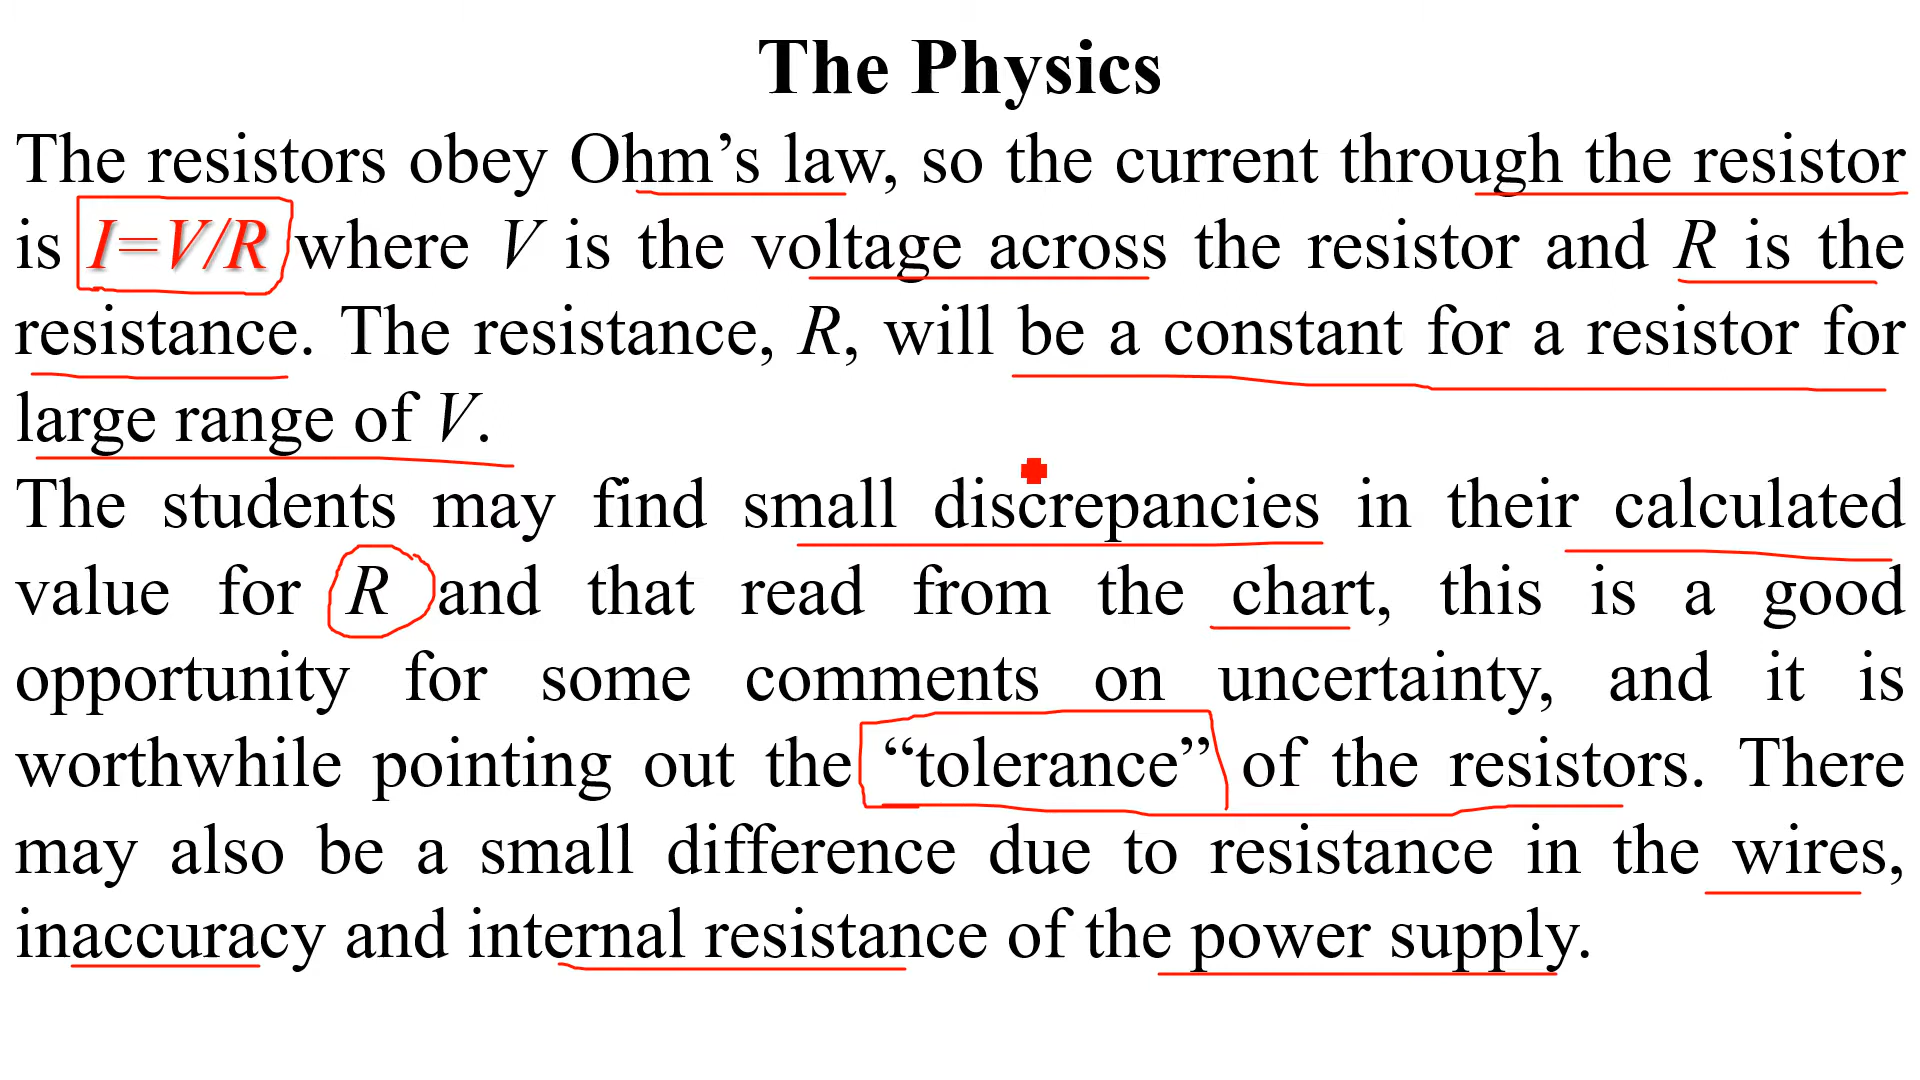 The Physics
The resistors obey Ohm’s law, so the current through the resistor
is I=V/R where V is the voltage across the resistor and R is the
resistance. The resistance, R, will be a constant for a resistor for
large range of V.
The students may find small discrepancies in their calculated
value for R and that read from the chart, this is a good
opportunity for some comments on uncertainty, and it is
worthwhile pointing out the “tolerance” of the resistors. There
may also be a small difference due to resistance in the wires,
inaccuracy and internal resistance of the power supply.